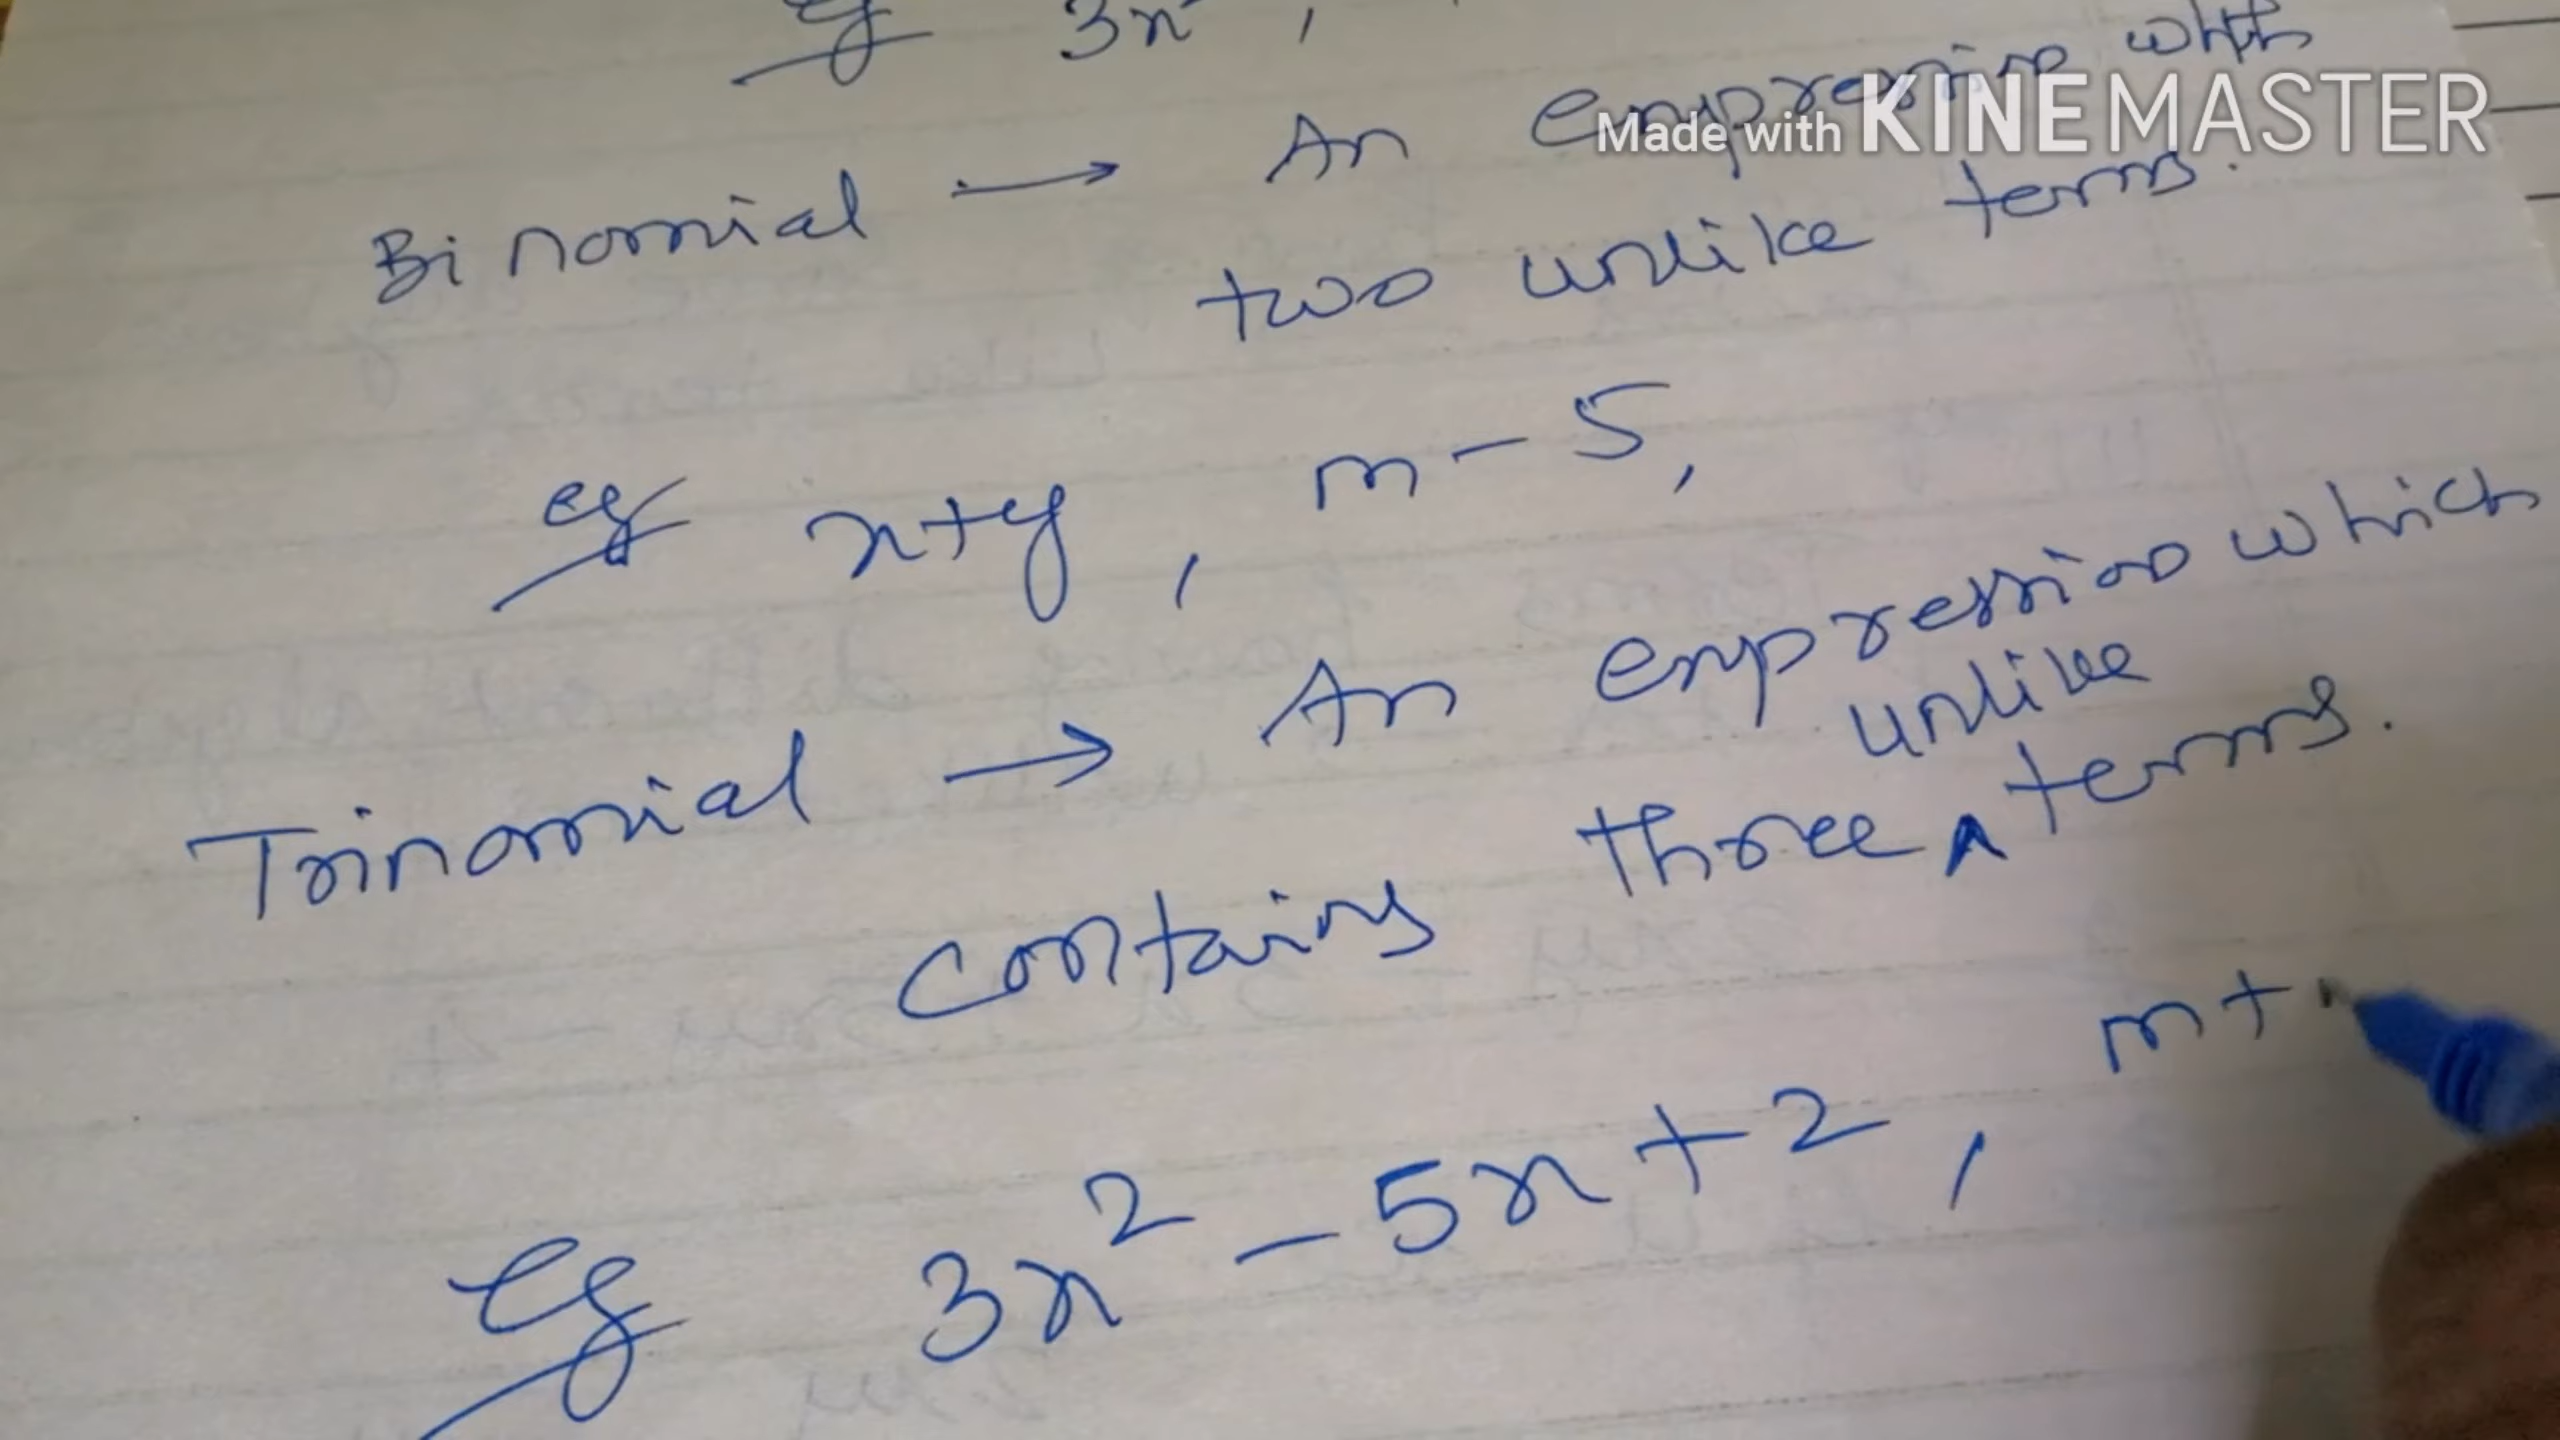 eg 3x ,
Binomial → An expression with
two unlike terms.
Made with KINEMASTER
eg x+y , m-5,
Trinomial → An expression which
unlike
contains three ^ terms.
eg 3x² - 5x + 2 , m +